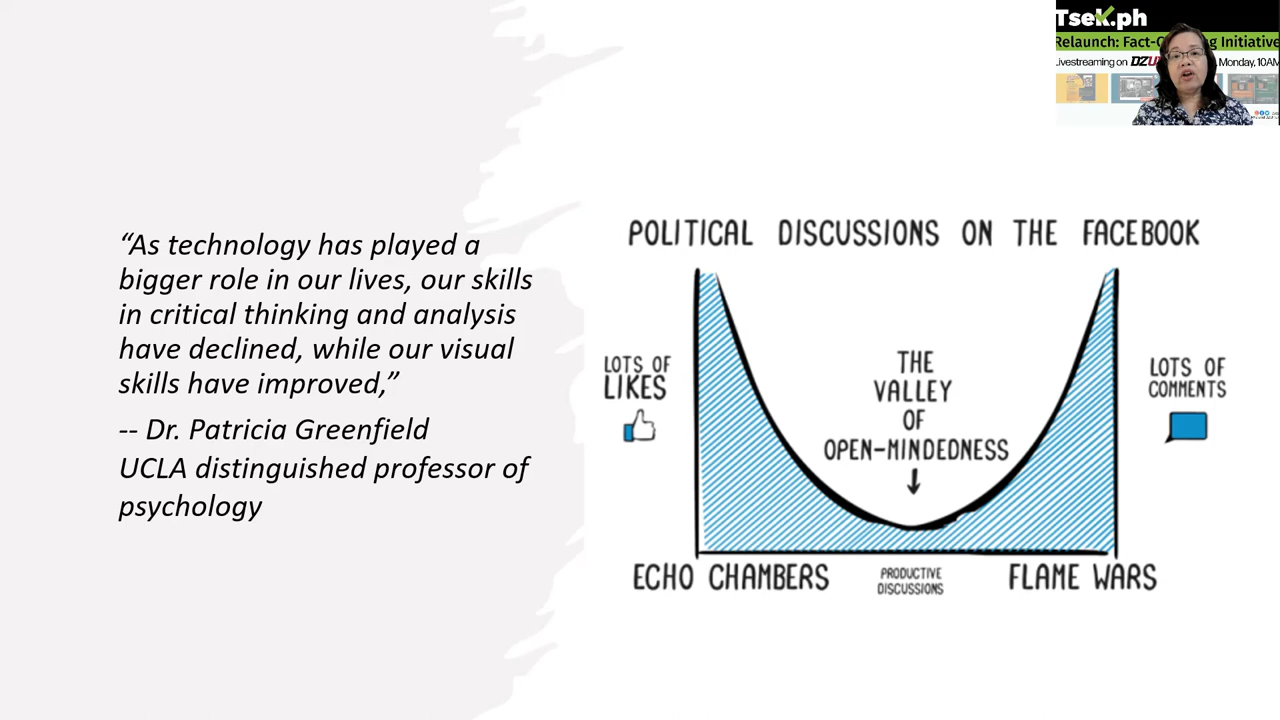 Tsek.ph
Relaunch: Fact- Initiative
Livestreaming on Monday, 10AM
“As technology has played a
bigger role in our lives, our skills
in critical thinking and analysis
have declined, while our visual
skills have improved,”
-- Dr. Patricia Greenfield
UCLA distinguished professor of
psychology
POLITICAL DISCUSSIONS ON THE FACEBOOK
LOTS OF
LIKES
THE
VALLEY
OF
OPEN-MINDEDNESS
LOTS OF
COMMENTS
ECHO CHAMBERS
PRODUCTIVE
DISCUSSIONS
FLAME WARS